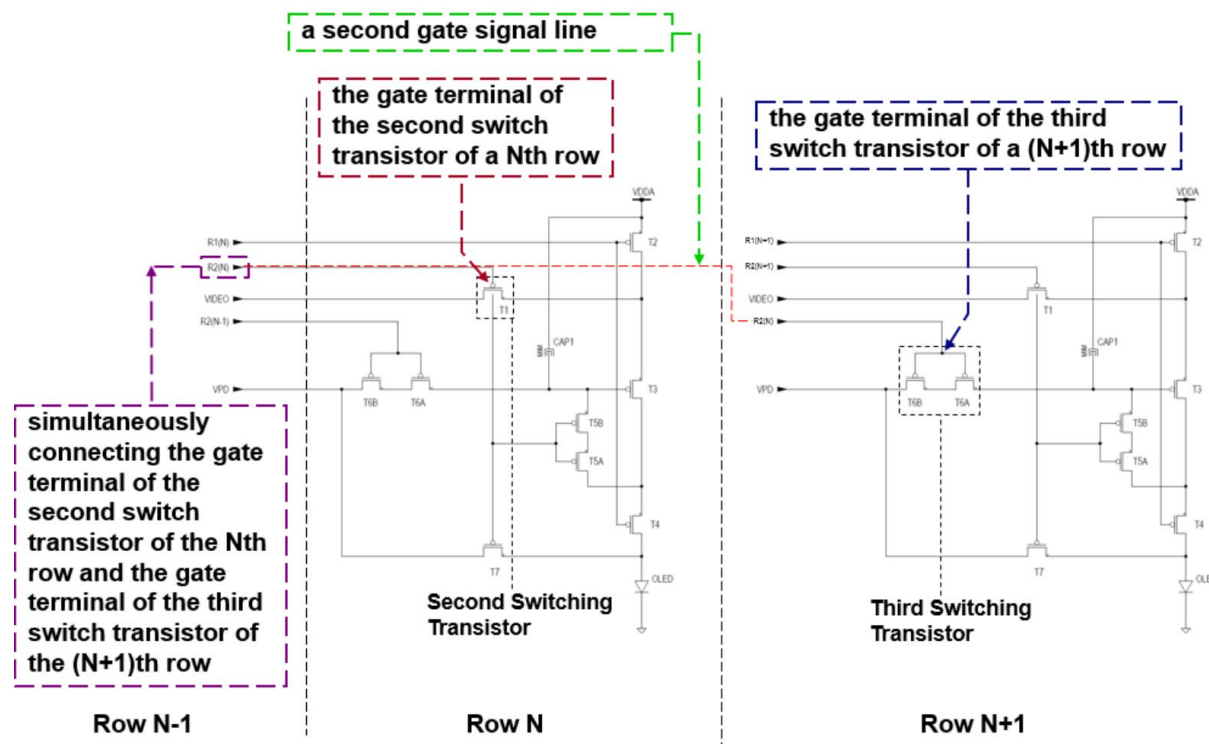 a second gate signal line
the gate terminal of
the second switch
transistor of a Nth row
the gate terminal of the third
switch transistor of a (N+1)th row
VDDA
R1(N)
T2
R2(N)
VIDEO
T1
R2(N-1)
CAP1
VPD
T6B
T6A
T3
T5B
T5A
T4
T7
OLED
VDDA
R1(N+1)
T2
R2(N+1)
VIDEO
T1
R2(N)
CAP1
VPD
T6B
T6A
T3
T5B
T5A
T4
T7
OLE
simultaneously
connecting the gate
terminal of the
second switch
transistor of the Nth
row and the gate
terminal of the third
switch transistor of
the (N+1)th row
Second Switching
Transistor
Third Switching
Transistor
Row N-1
Row N
Row N+1